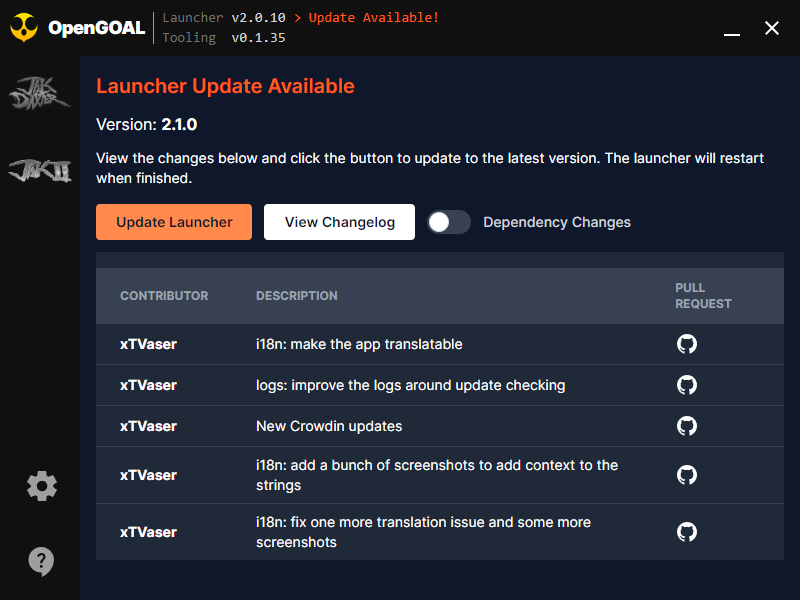 OpenGOAL
Launcher v2.0.10 > Update Available!
Tooling v0.1.35
JAK DAXTER
JAK II
Launcher Update Available
Version: 2.1.0
View the changes below and click the button to update to the latest version. The launcher will restart
when finished.
Update Launcher
View Changelog
Dependency Changes
CONTRIBUTOR DESCRIPTION PULL
REQUEST
xTVaser i18n: make the app translatable
xTVaser logs: improve the logs around update checking
xTVaser New Crowdin updates
xTVaser i18n: add a bunch of screenshots to add context to the
strings
xTVaser i18n: fix one more translation issue and some more
screenshots
?